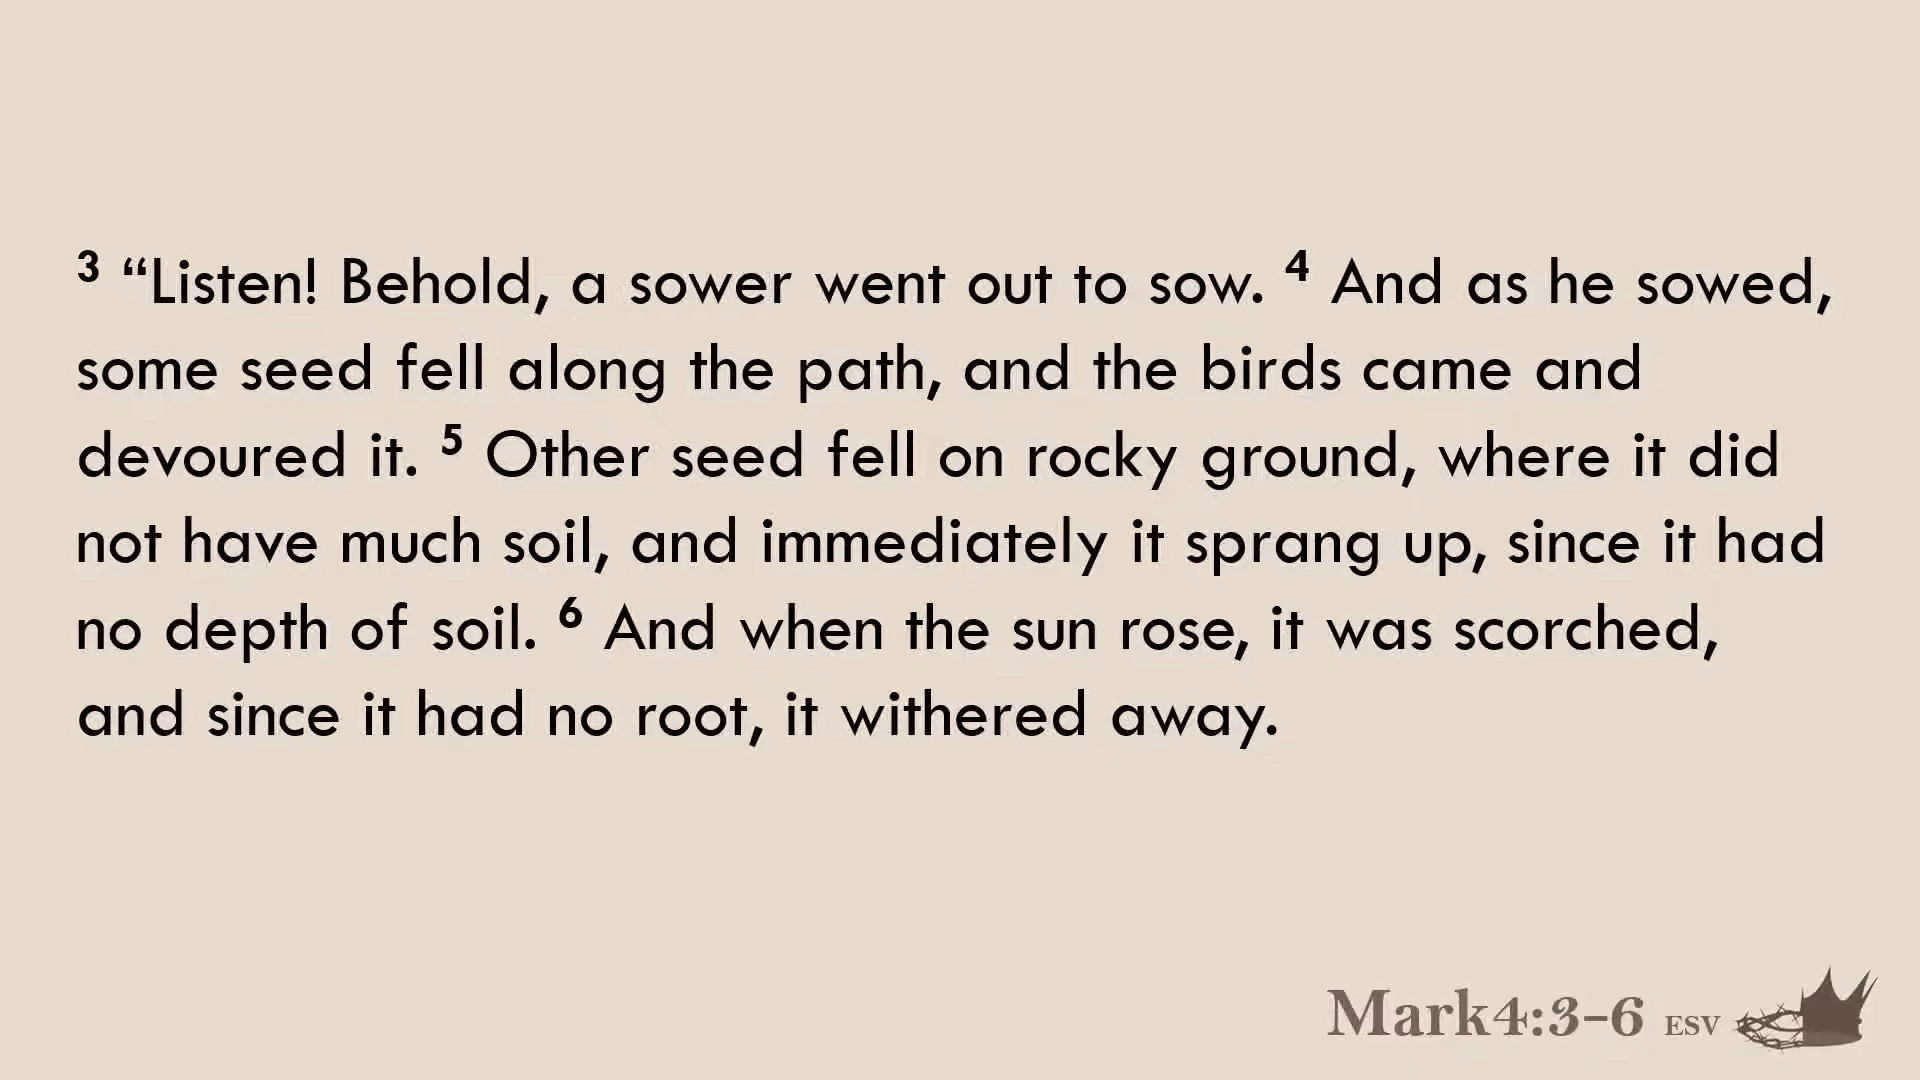 3 “Listen! Behold, a sower went out to sow. 4 And as he sowed,
some seed fell along the path, and the birds came and
devoured it. 5 Other seed fell on rocky ground, where it did
not have much soil, and immediately it sprang up, since it had
no depth of soil. 6 And when the sun rose, it was scorched,
and since it had no root, it withered away.
Mark4:3-6 ESV